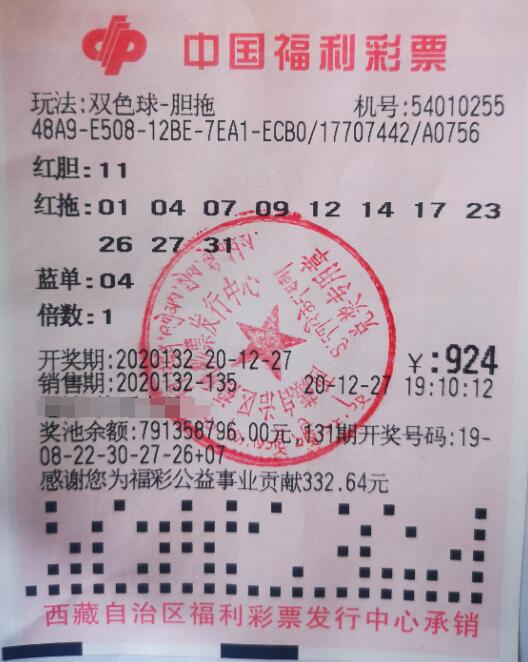 中国福利彩票
玩法:双色球-胆拖 机号:54010255
48A9-E508-12BE-7EA1-ECB0/17707442/A0756
红胆:11
红拖:01 04 07 09 12 14 17 23
26 27 31
蓝单:04
倍数:1
开奖期:2020132 20-12-27 ¥:924
销售期:2020132-135 20-12-27 19:10:12
奖池余额:791358796.00元,131期开奖号码:19-
08-22-30-27-26+07
感谢您为福彩公益事业贡献332.64元
西藏自治区福利彩票发行中心承销